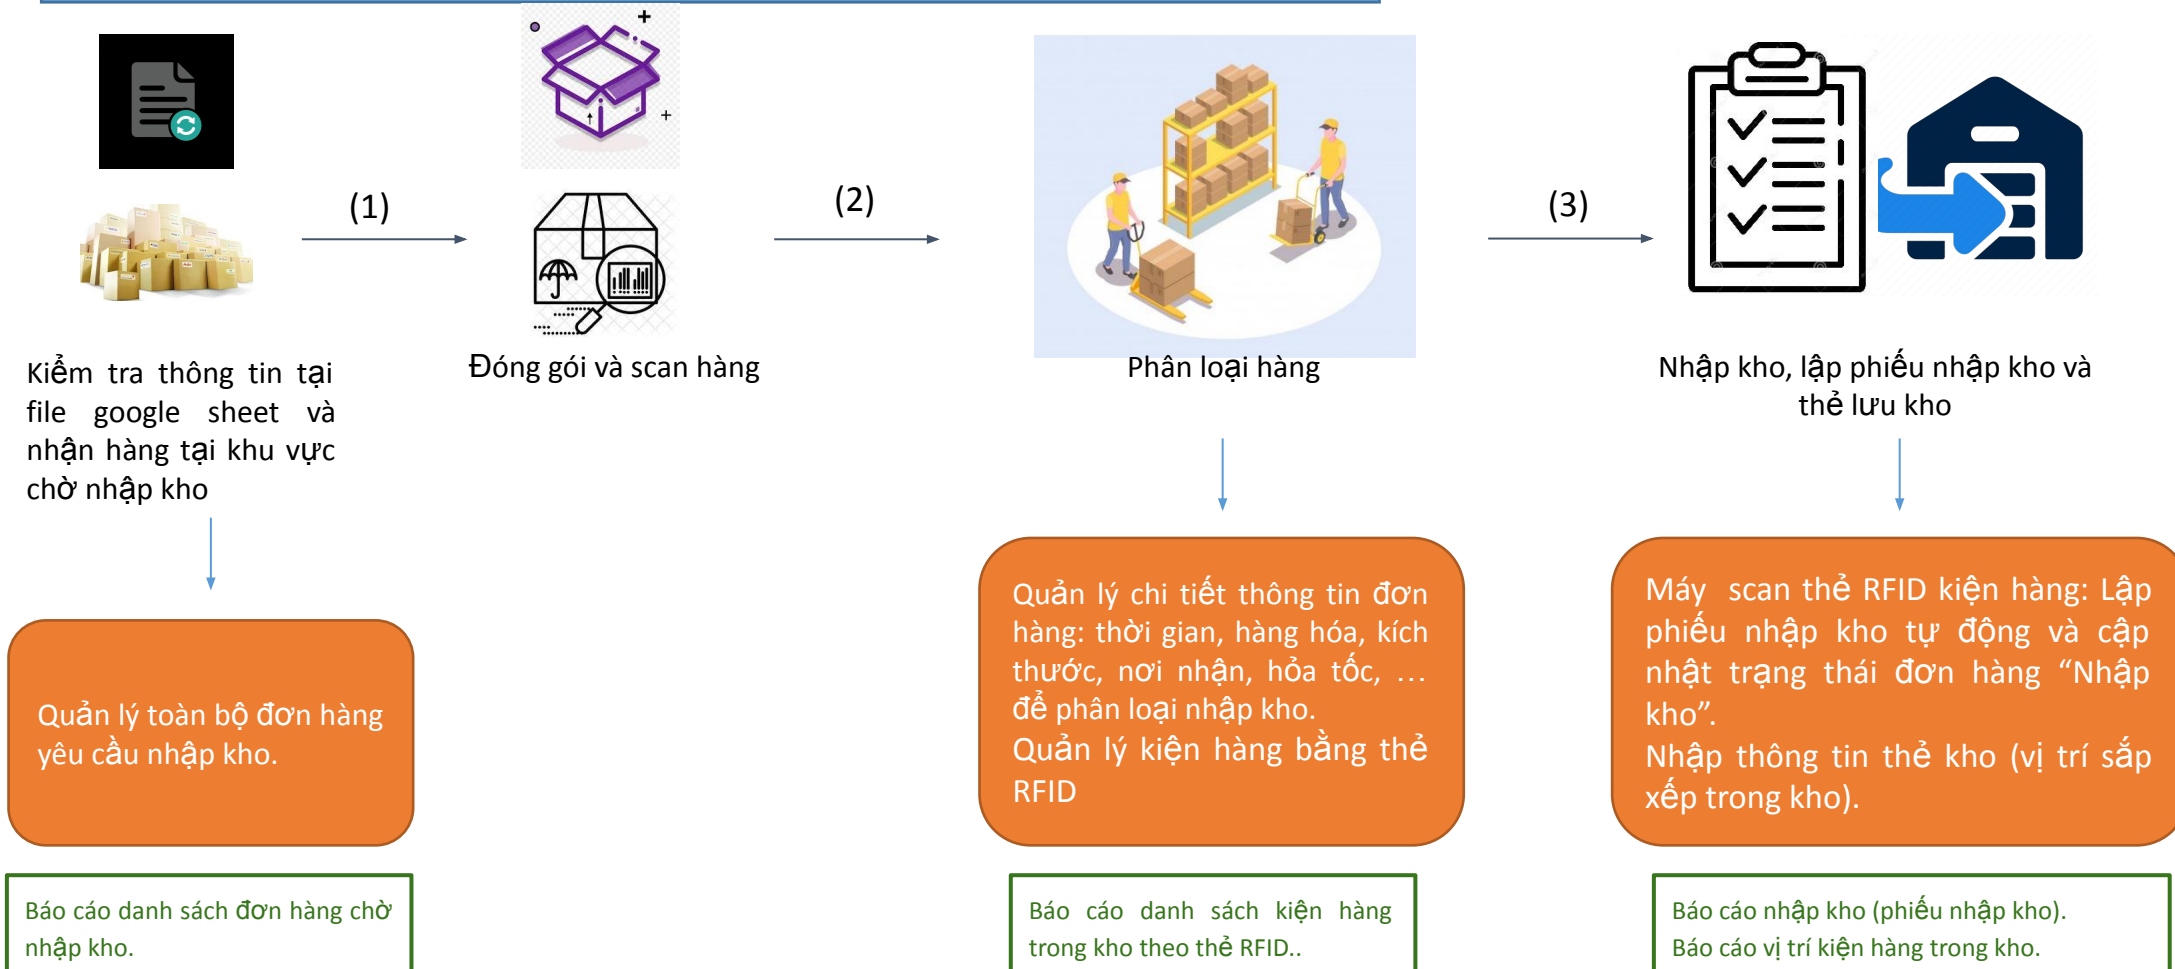 (1)
(2)
(3)
Kiểm tra thông tin tại
file google sheet và
nhận hàng tại khu vực
chờ nhập kho
Đóng gói và scan hàng
Phân loại hàng
Nhập kho, lập phiếu nhập kho và
thẻ lưu kho
Quản lý toàn bộ đơn hàng
yêu cầu nhập kho.
Quản lý chi tiết thông tin đơn
hàng: thời gian, hàng hóa, kích
thước, nơi nhận, hỏa tốc, …
để phân loại nhập kho.
Quản lý kiện hàng bằng thẻ
RFID
Máy scan thẻ RFID kiện hàng: Lập
phiếu nhập kho tự động và cập
nhật trạng thái đơn hàng “Nhập
kho”.
Nhập thông tin thẻ kho (vị trí sắp
xếp trong kho).
Báo cáo danh sách đơn hàng chờ
nhập kho.
Báo cáo danh sách kiện hàng
trong kho theo thẻ RFID..
Báo cáo nhập kho (phiếu nhập kho).
Báo cáo vị trí kiện hàng trong kho.